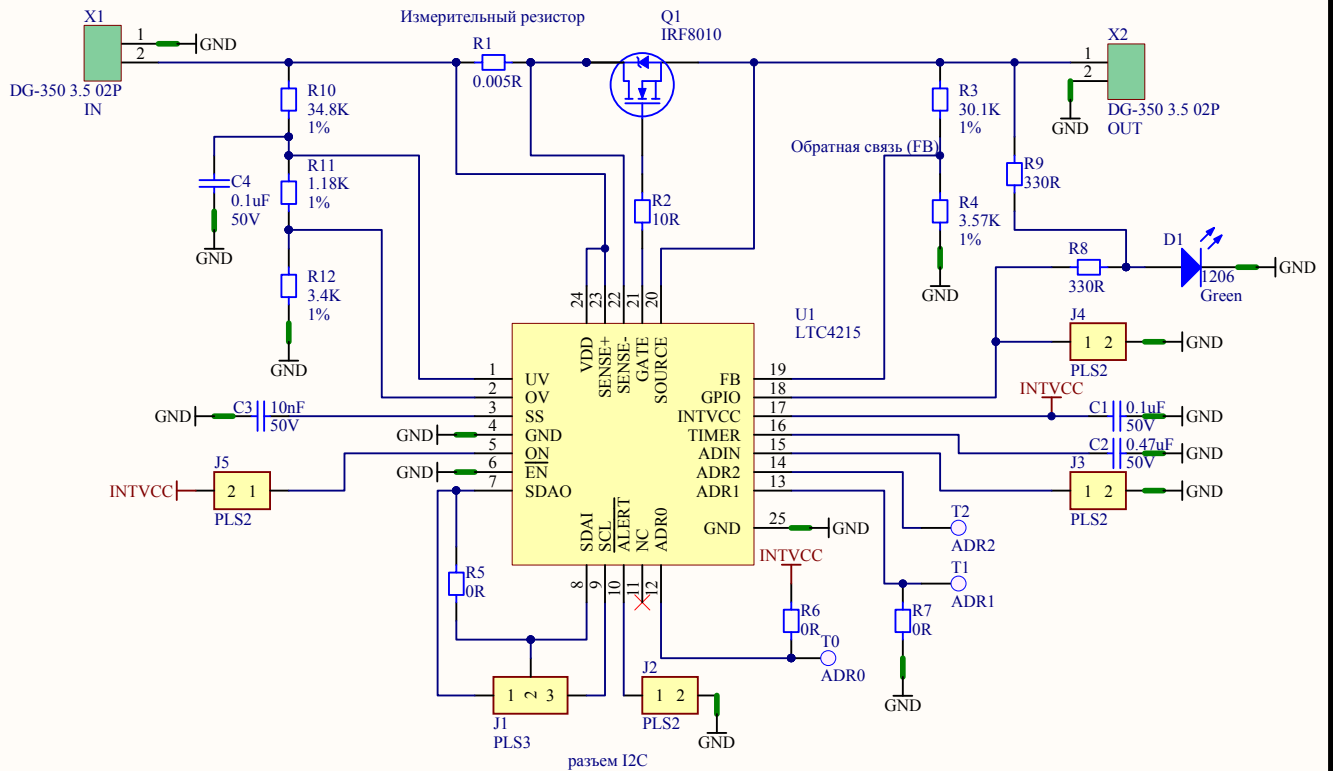 X1
1
2
GND
DG-350 3.5 02P
IN
Измерительный резистор
R1
0.005R
Q1
IRF8010
X2
1
2
GND
DG-350 3.5 02P
OUT
R10
34.8K
1%
R11
1.18K
1%
C4
0.1uF
50V
GND
R12
3.4K
1%
GND
R2
10R
R3
30.1K
1%
Обратная связь (FB)
R4
3.57K
1%
GND
R9
330R
R8
330R
D1
1206
Green
GND
J4
1 2
PLS2
GND
U1
LTC4215
24
23
22
21
20
VDD
SENSE+
SENSE-
GATE
SOURCE
1
UV
2
OV
3
SS
4
GND
5
ON
6
EN
7
SDAO
19
FB
18
GPIO
17
INTVCC
16
TIMER
15
ADIN
14
ADR2
13
ADR1
25
GND
GND
SDAI
SCL
ALERT
NC
ADR0
8
9
10
11
12
GND
C3
10nF
50V
GND
GND
INTVCC
J5
2 1
PLS2
INTVCC
C1
0.1uF
50V
GND
C2
0.47uF
50V
GND
J3
1 2
PLS2
GND
T2
ADR2
T1
ADR1
INTVCC
R6
0R
T0
ADR0
R7
0R
GND
R5
0R
J1
1 2 3
PLS3
J2
1 2
PLS2
GND
разъем I2C